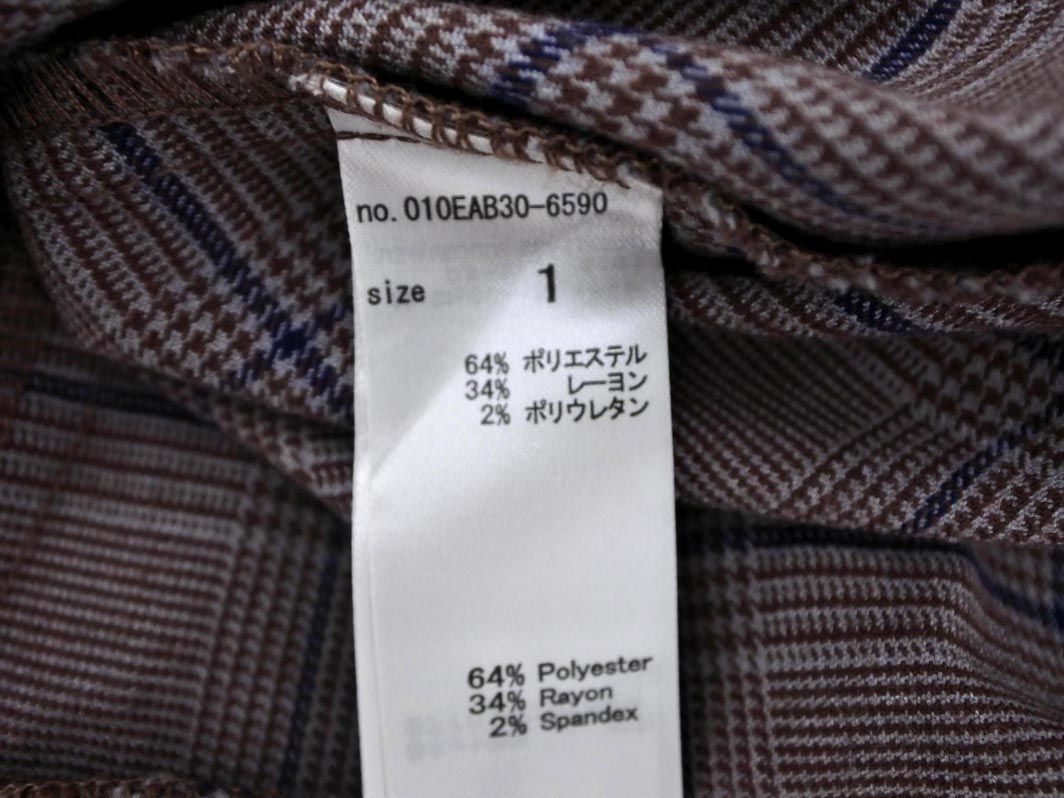 no. 010EAB30-6590
size 1
64% ポリエステル
34% レーヨン
2% ポリウレタン
64% Polyester
34% Rayon
2% Spandex